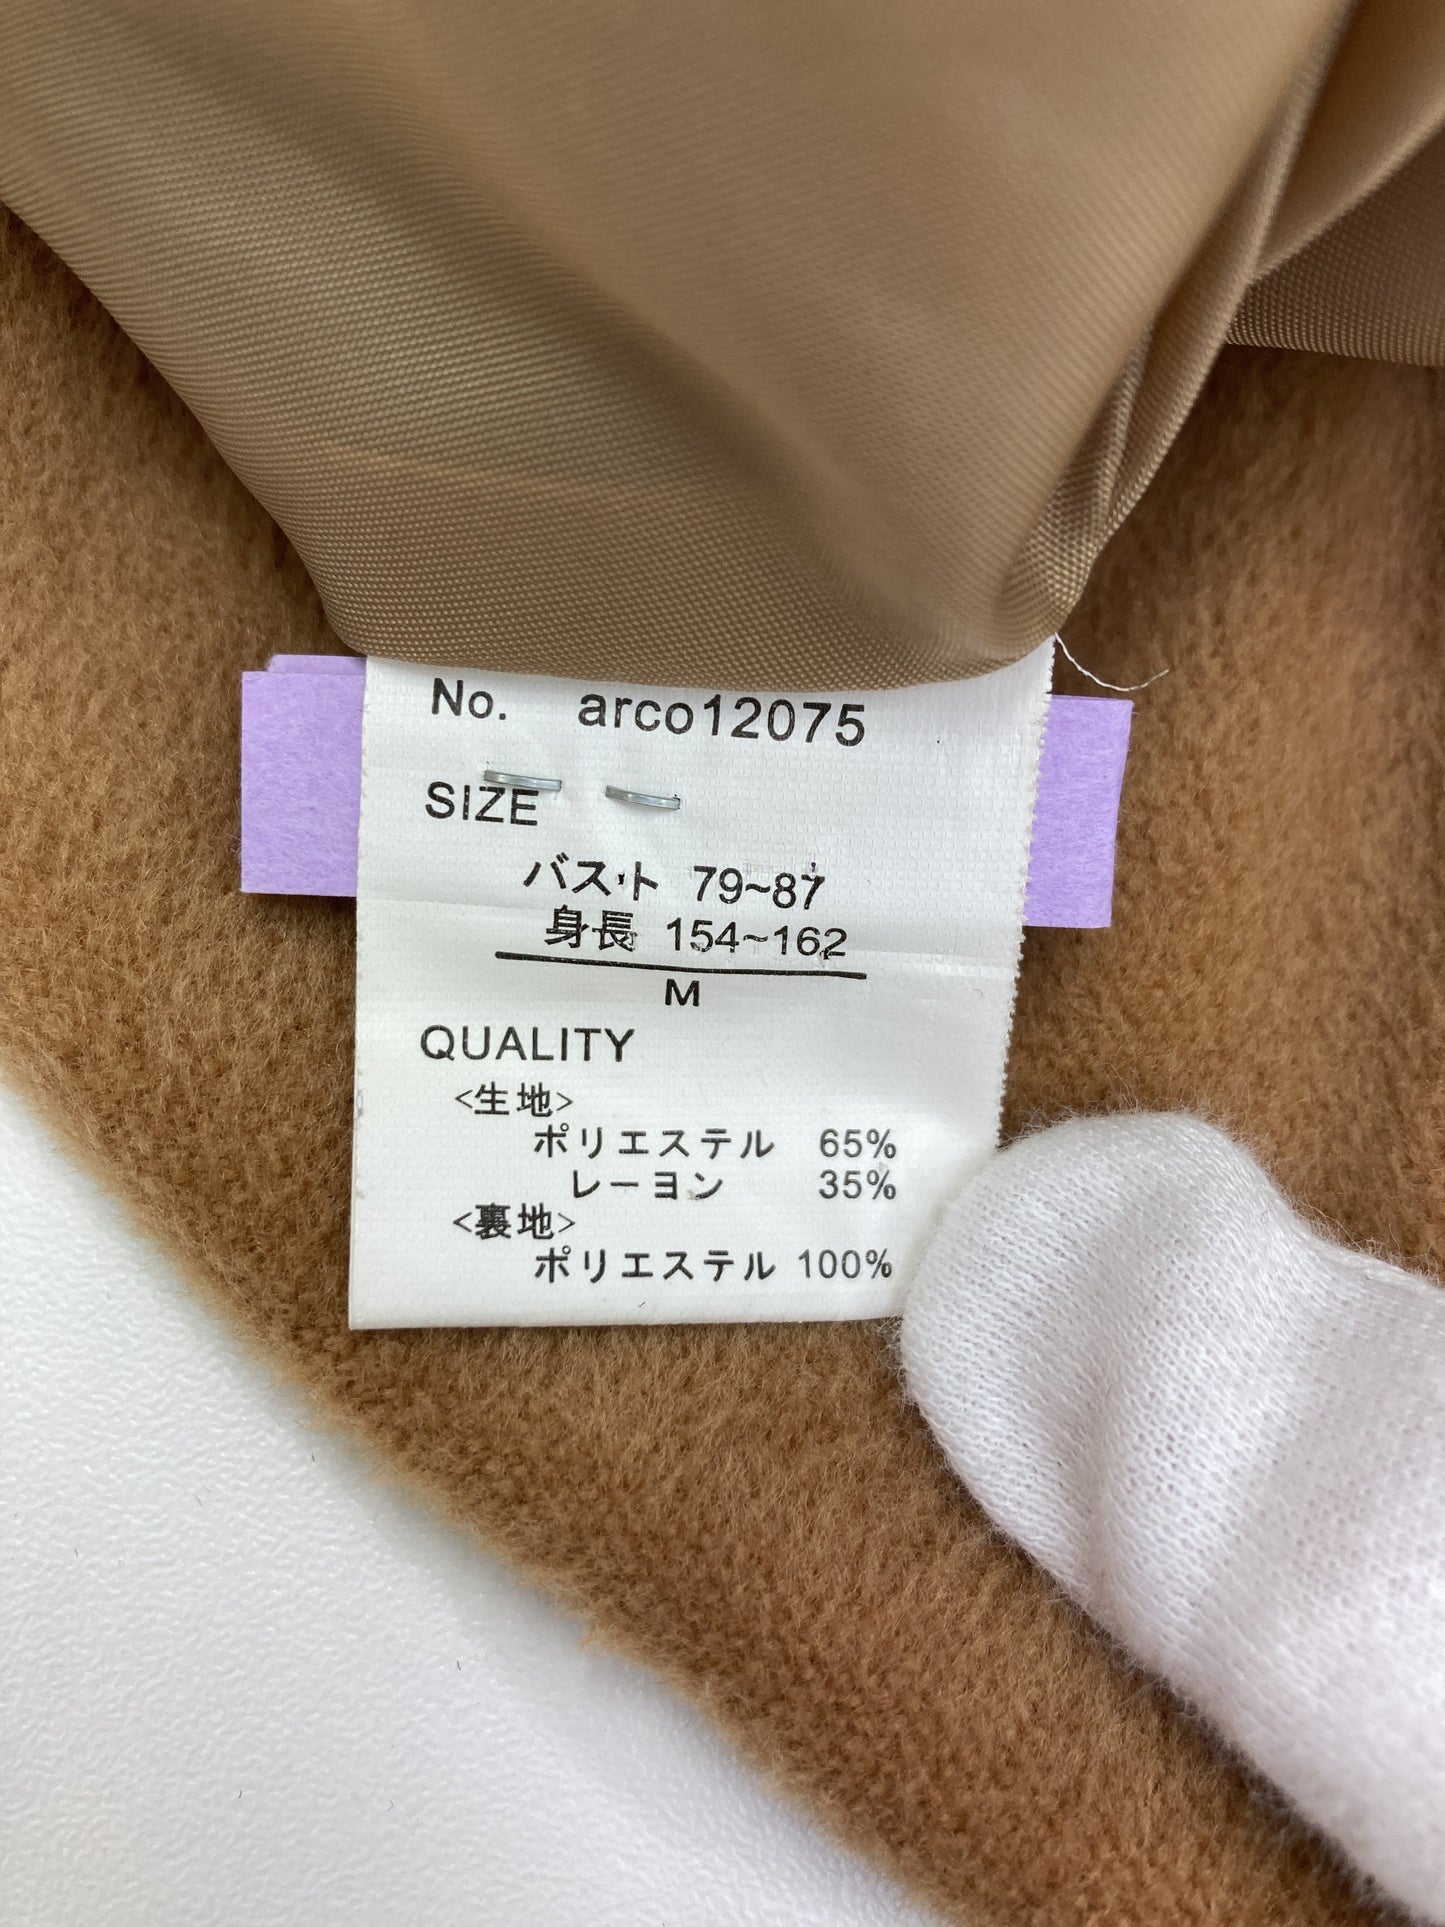 No. arco12075
SIZE
バスト 79~87
身長 154~162
M
QUALITY
<生地>
ポリエステル 65%
レーヨン 35%
<裏地>
ポリエステル 100%